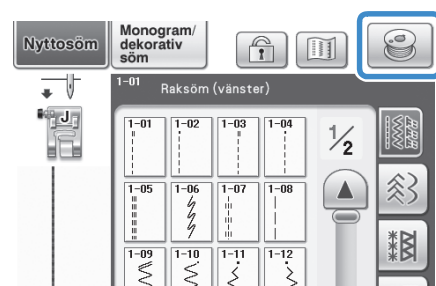 Nyttosöm
Monogram/
dekorativ
söm
1-01
Raksöm (vänster)
J
1-01 1-02 1-03 1-04
1/2
1-05 1-06 1-07 1-08
1-09 1-10 1-11 1-12